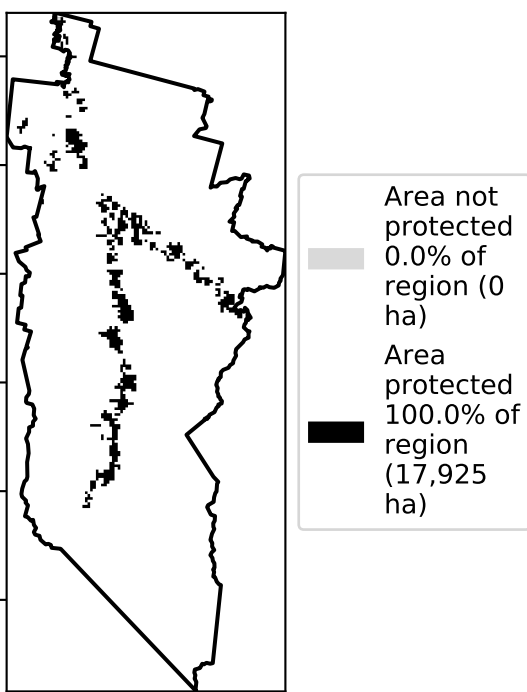 Area not
protected
0.0% of
region (0
ha)
Area
protected
100.0% of
region
(17,925
ha)